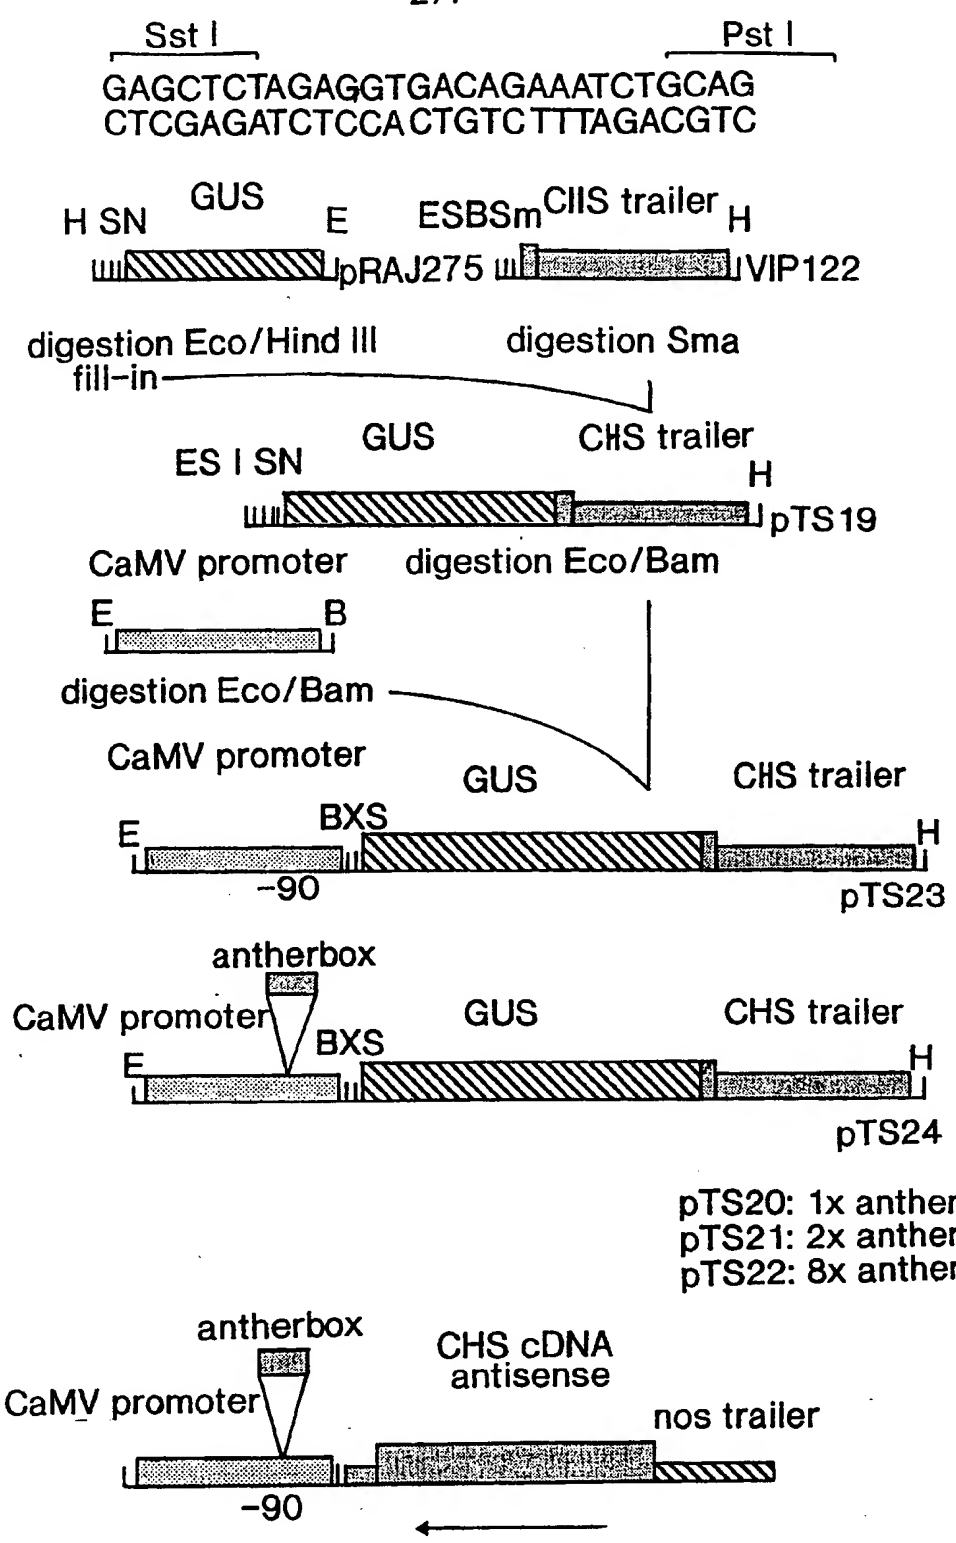 Sst I Pst I
GAGCTCTAGAGGTGACAGAAATCTGCAG
CTCGAGATCTCCACTGTCTTTAGACGTC
H SN GUS E ESBSm CIIS trailer H
pRAJ275 VIP122
digestion Eco/Hind III digestion Sma
fill-in
ES I SN GUS CHS trailer H
pTS19
CaMV promoter digestion Eco/Bam
E B
digestion Eco/Bam
CaMV promoter GUS CHS trailer
E BXS H
-90 pTS23
antherbox
CaMV promoter GUS CHS trailer
E BXS H
pTS24
pTS20: 1x anther
pTS21: 2x anther
pTS22: 8x anther
antherbox
CHS cDNA
antisense
CaMV promoter nos trailer
-90